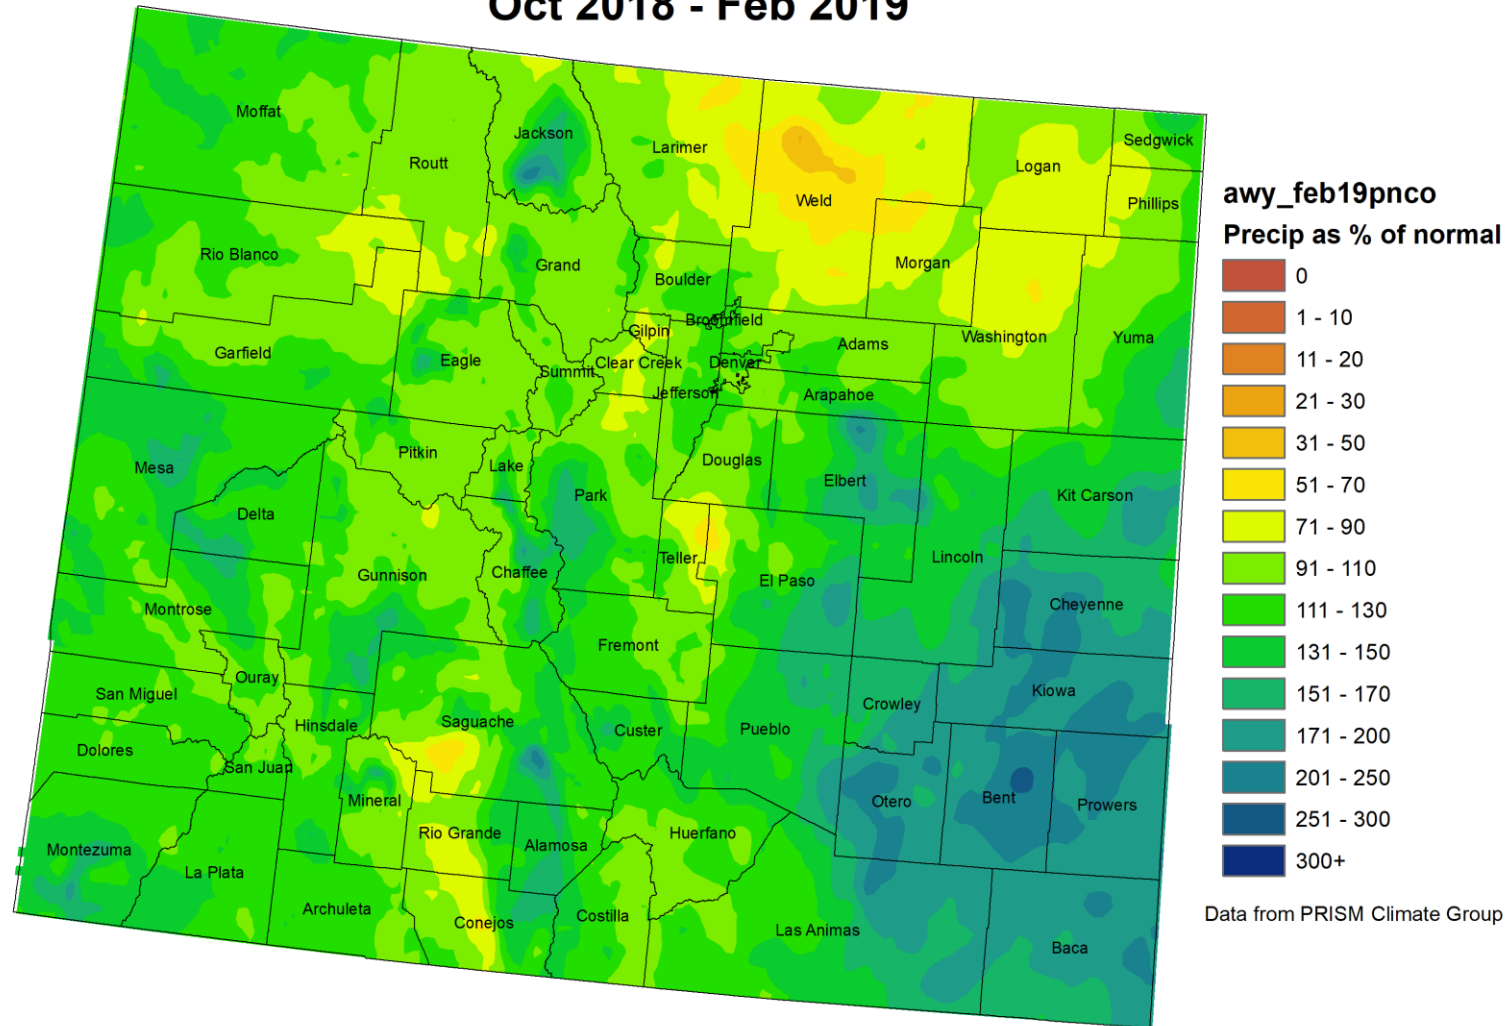 Oct 2018 - Feb 2019
Moffat
Jackson
Routt
Larimer
Sedgwick
Logan
Weld
Phillips
Rio Blanco
Grand
Morgan
Boulder
Broomfield
Gilpin
Garfield
Eagle
Summit
Clear Creek
Denver
Adams
Washington
Yuma
Jefferson
Arapahoe
Mesa
Pitkin
Lake
Park
Douglas
Elbert
Kit Carson
Delta
Gunnison
Chaffee
Teller
El Paso
Lincoln
Cheyenne
Montrose
Fremont
Ouray
San Miguel
Hinsdale
Saguache
Custer
Pueblo
Crowley
Kiowa
Dolores
San Juan
Mineral
Otero
Bent
Prowers
Montezuma
Rio Grande
Alamosa
Huerfano
La Plata
Archuleta
Conejos
Costilla
Las Animas
Baca
awy_feb19pnco
Precip as % of normal
0
1 - 10
11 - 20
21 - 30
31 - 50
51 - 70
71 - 90
91 - 110
111 - 130
131 - 150
151 - 170
171 - 200
201 - 250
251 - 300
300+
Data from PRISM Climate Group